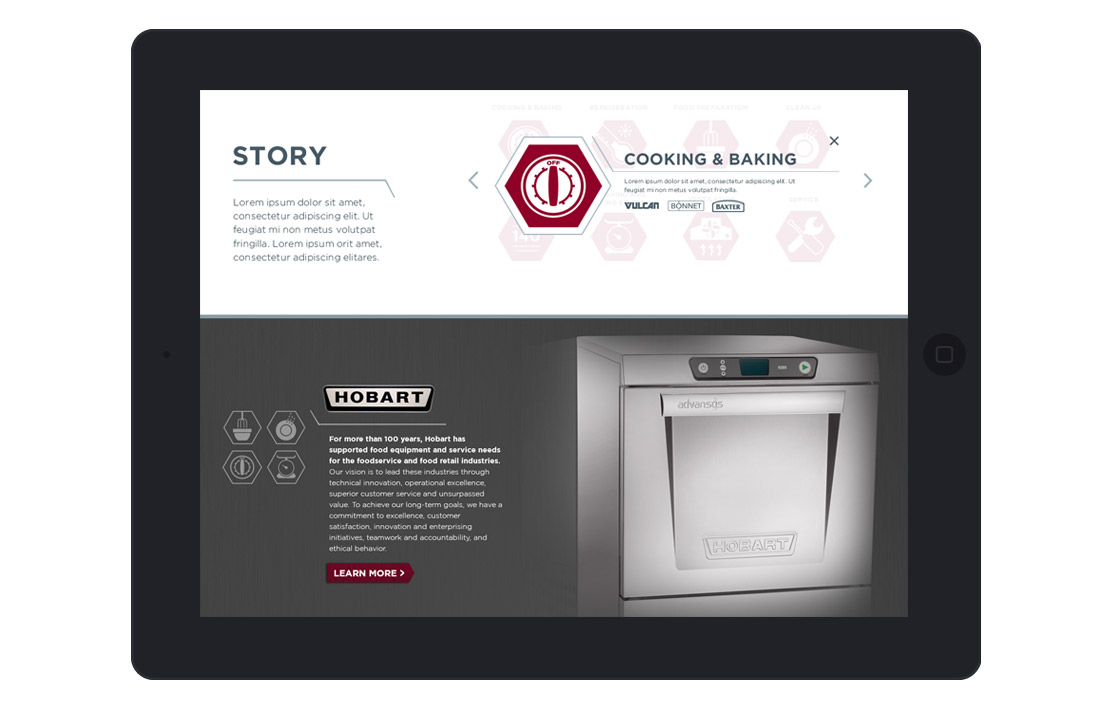 COOKING & BAKING REFRIGERATION FOOD PREPARATION CLEAN UP
STORY
Lorem ipsum dolor sit amet,
consectetur adipiscing elit. Ut
feugiat mi non metus volutpat
fringilla. Lorem ipsum orit amet,
consectetur adipiscing elitares.
OFF
COOKING & BAKING
Lorem ipsum dolor sit amet, consectetur adipiscing elit. Ut
feugiat mi non metus volutpat fringilla.
VULCAN BONNET BAXTER
SERVICE
140
HOBART
For more than 100 years, Hobart has
supported food equipment and service needs
for the foodservice and food retail industries.
Our vision is to lead these industries through
technical innovation, operational excellence,
superior customer service and unsurpassed
value. To achieve our long-term goals, we have a
commitment to excellence, customer
satisfaction, innovation and enterprising
initiatives, teamwork and accountability, and
ethical behavior.
LEARN MORE >
advansys
HOBART